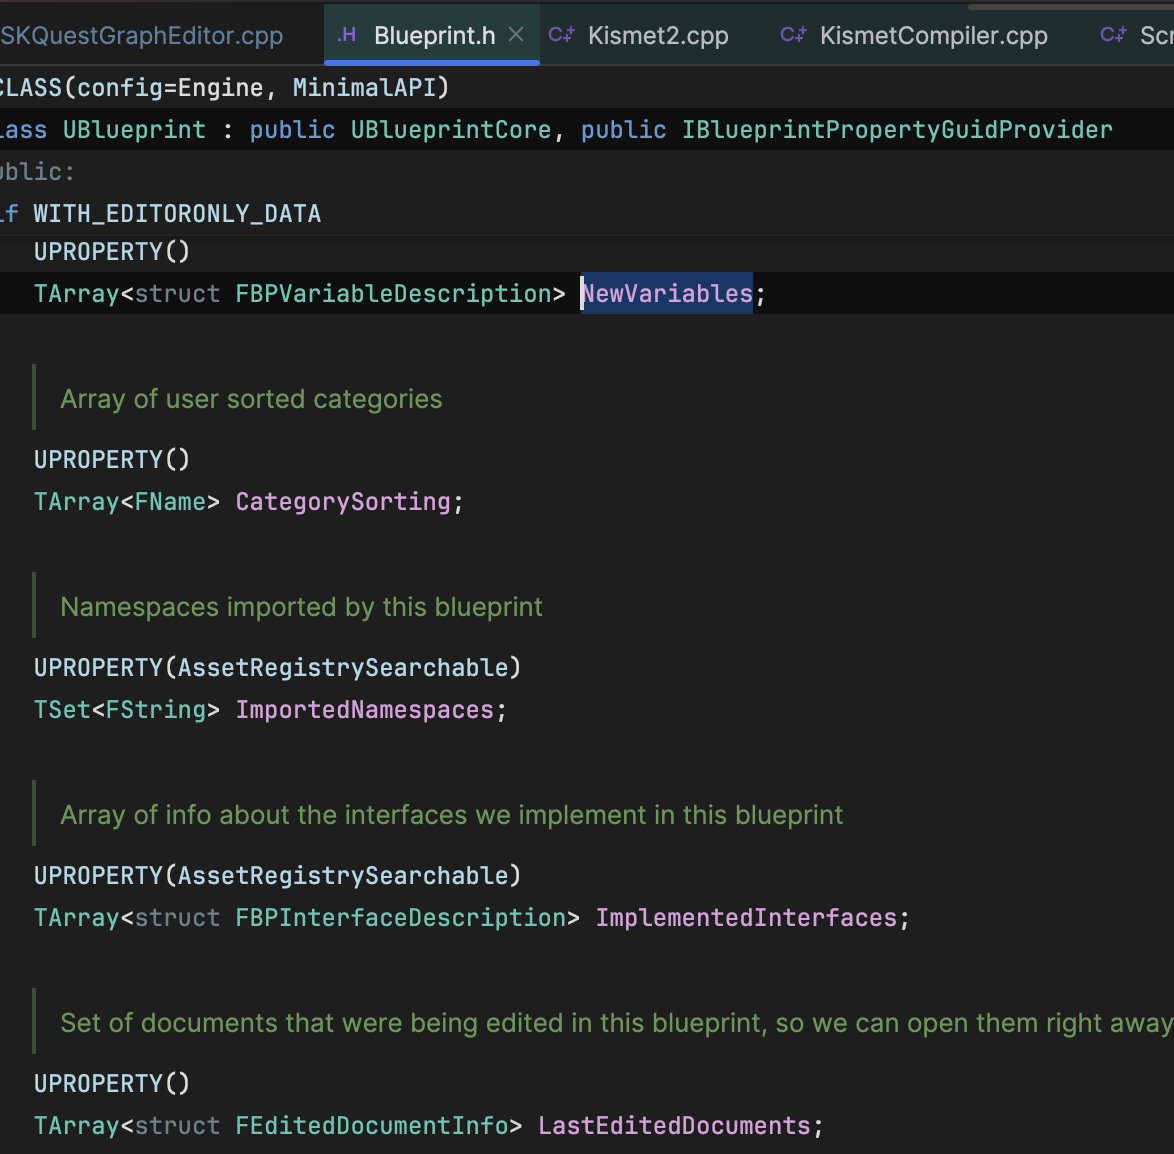 SKQuestGraphEditor.cpp .H Blueprint.h × C++ Kismet2.cpp C++ KismetCompiler.cpp C++ Scr
CLASS(config=Engine, MinimalAPI)
lass UBlueprint : public UBlueprintCore, public IBlueprintPropertyGuidProvider
ublic:
if WITH_EDITORONLY_DATA
UPROPERTY()
TArray<struct FBPVariableDescription> NewVariables;
Array of user sorted categories
UPROPERTY()
TArray<FName> CategorySorting;
Namespaces imported by this blueprint
UPROPERTY(AssetRegistrySearchable)
TSet<FString> ImportedNamespaces;
Array of info about the interfaces we implement in this blueprint
UPROPERTY(AssetRegistrySearchable)
TArray<struct FBPInterfaceDescription> ImplementedInterfaces;
Set of documents that were being edited in this blueprint, so we can open them right away
UPROPERTY()
TArray<struct FEditedDocumentInfo> LastEditedDocuments;